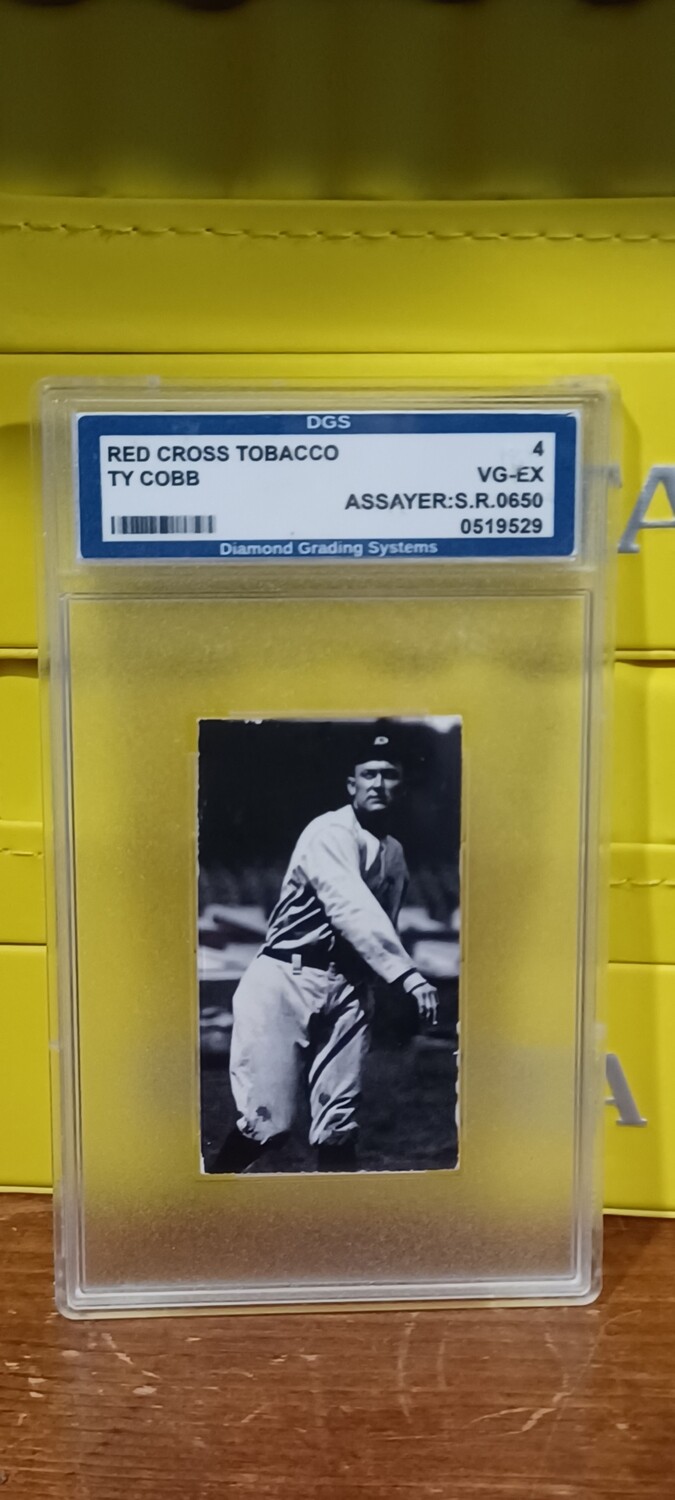 DGS
RED CROSS TOBACCO 4
TY COBB VG-EX
ASSAYER:S.R.0650
0519529
Diamond Grading Systems
A
A